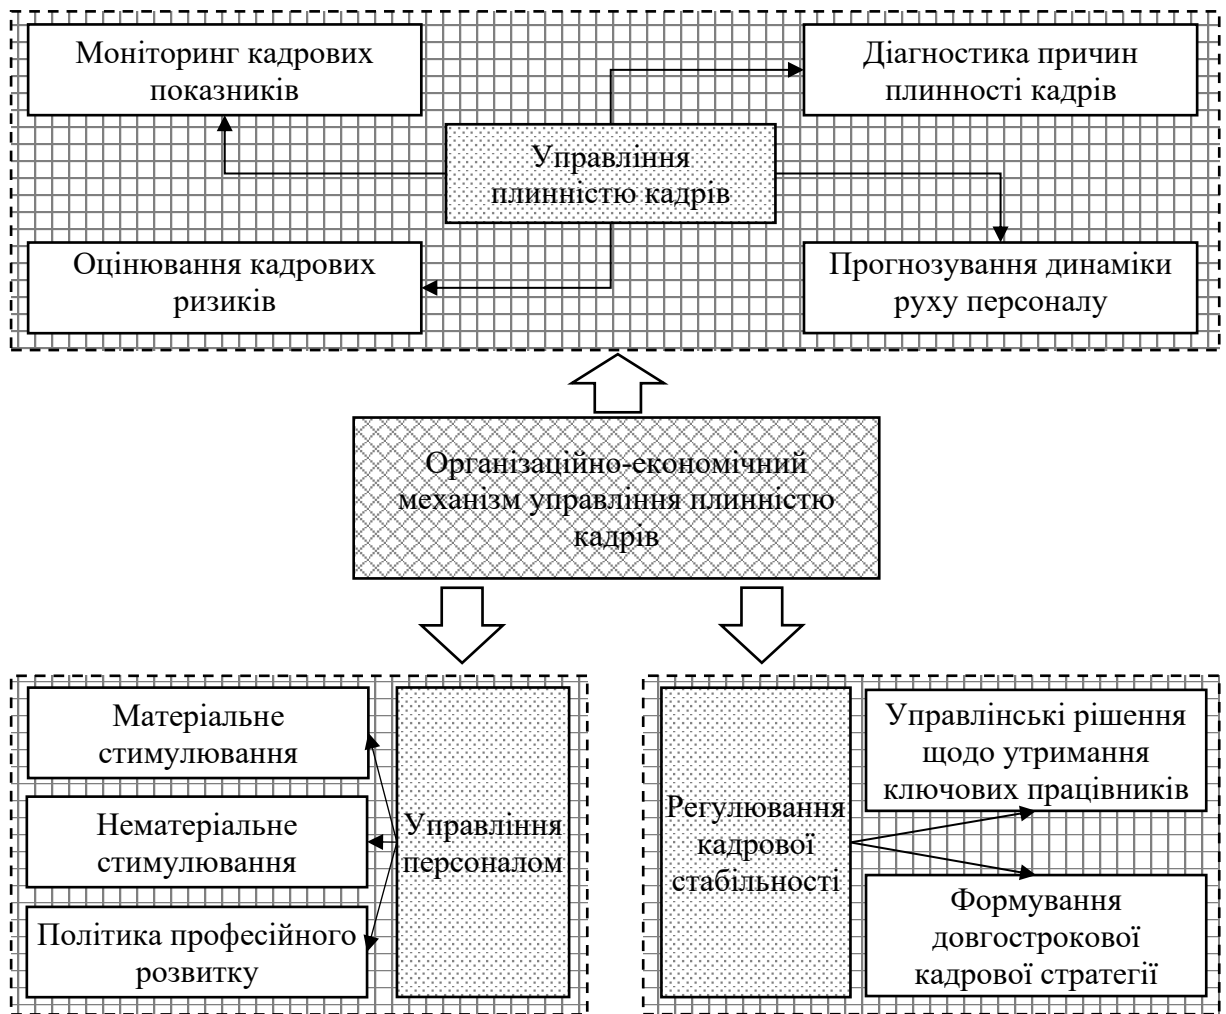 Моніторинг кадрових
показників
Діагностика причин
плинності кадрів
Управління
плинністю кадрів
Оцінювання кадрових
ризиків
Прогнозування динаміки
руху персоналу
Організаційно-економічний
механізм управління плинністю
кадрів
Матеріальне
стимулювання
Нематеріальне
стимулювання
Політика професійного
розвитку
Управління
персоналом
Регулювання
кадрової
стабільності
Управлінські рішення
щодо утримання
ключових працівників
Формування
довгострокової
кадрової стратегії